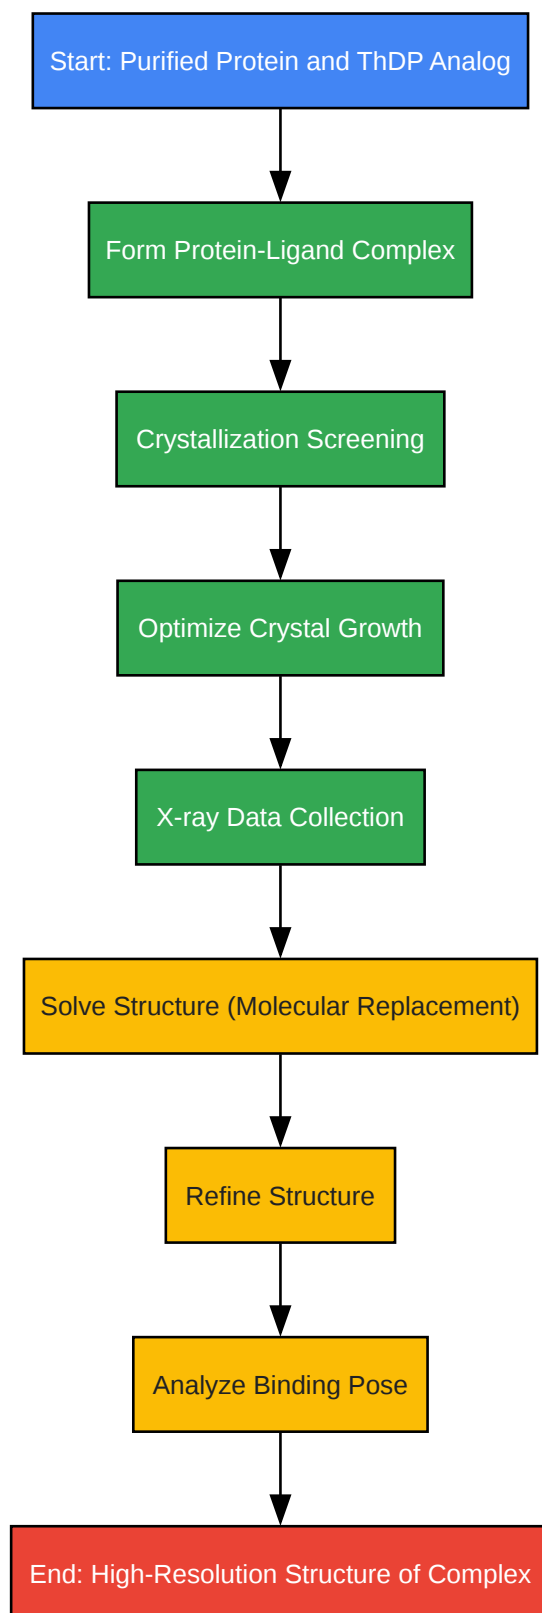 Start: Purified Protein and ThDP Analog
Form Protein-Ligand Complex
Crystallization Screening
Optimize Crystal Growth
X-ray Data Collection
Solve Structure (Molecular Replacement)
Refine Structure
Analyze Binding Pose
End: High-Resolution Structure of Complex